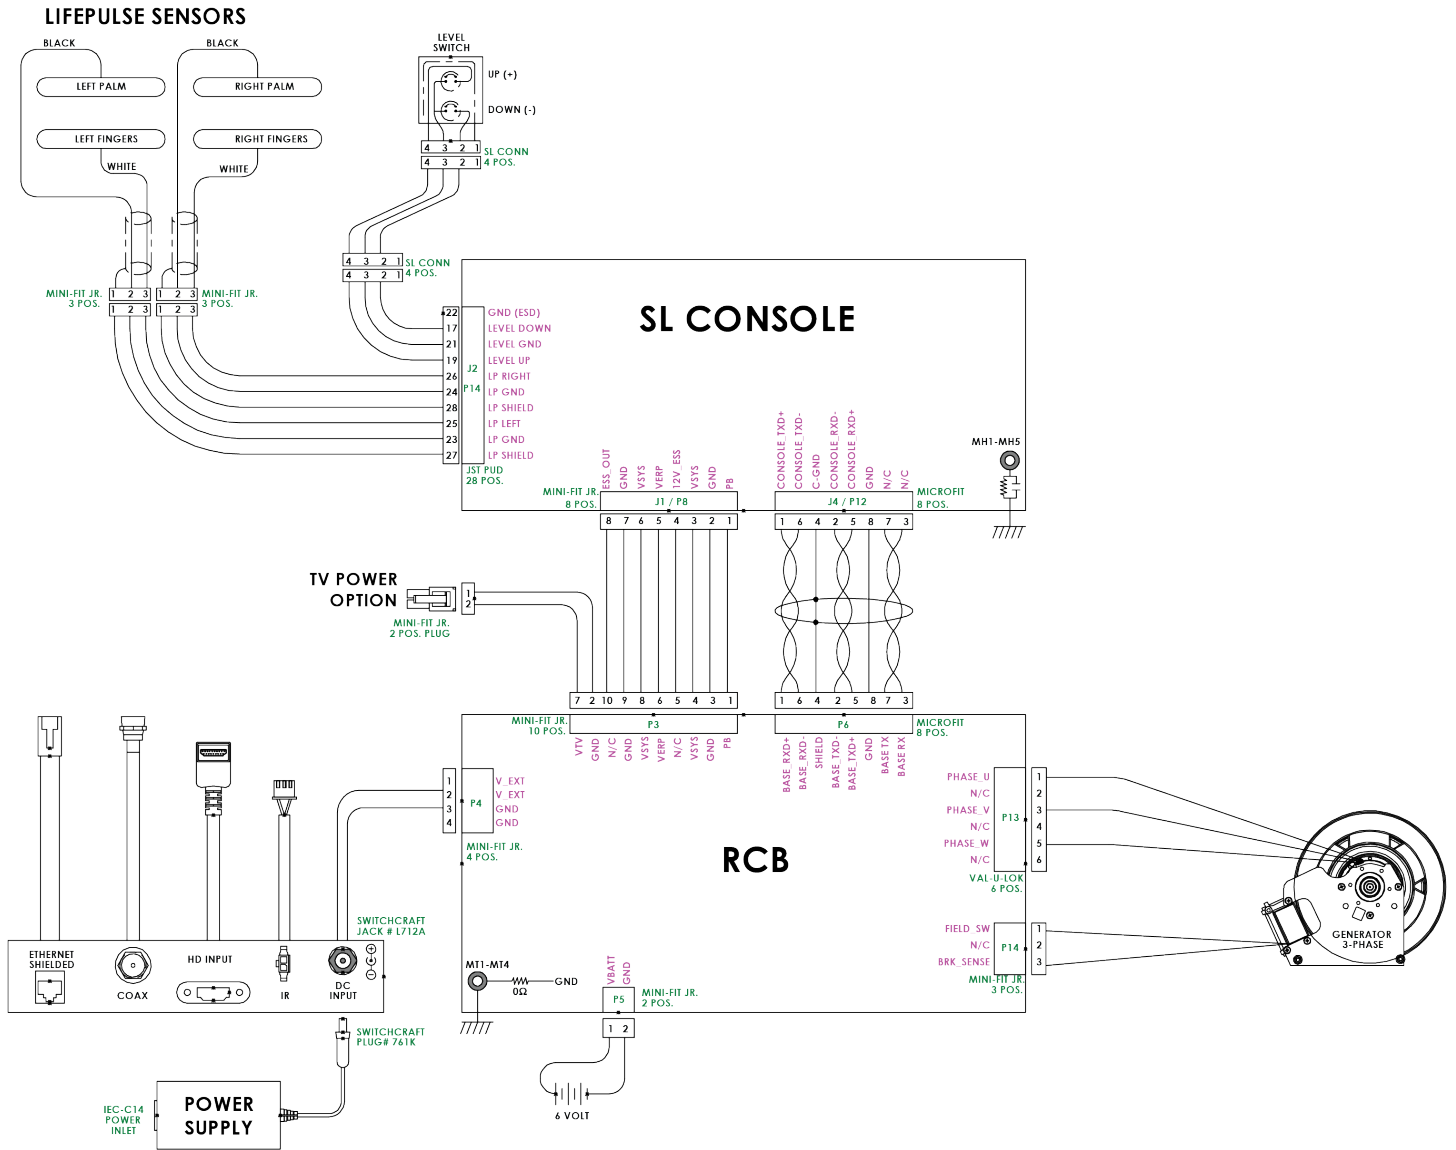 LIFEPULSE SENSORS
BLACK
BLACK
LEFT PALM
RIGHT PALM
LEFT FINGERS
RIGHT FINGERS
WHITE
WHITE
LEVEL
SWITCH
UP (+)
DOWN (-)
4 3 2 1
4 3 2 1
SL CONN
4 POS.
4 3 2 1
4 3 2 1
SL CONN
4 POS.
MINI-FIT JR.
3 POS.
1 2 3
1 2 3
1 2 3
1 2 3
MINI-FIT JR.
3 POS.
SL CONSOLE
22 GND (ESD)
17 LEVEL DOWN
21 LEVEL GND
19 LEVEL UP
26 LP RIGHT
24 LP GND
28 LP SHIELD
25 LP LEFT
23 LP GND
27 LP SHIELD
J2
P14
JST PUD
28 POS.
ESS_OUT
GND
VSYS
VERP
12V_ESS
VSYS
GND
PB
MINI-FIT JR.
8 POS.
J1 / P8
8 7 6 5 4 3 2 1
CONSOLE_TXD+
CONSOLE_TXD-
C-GND
CONSOLE_RXD-
CONSOLE_RXD+
GND
N/C
N/C
J4 / P12
MICROFIT
8 POS.
1 6 4 2 5 8 7 3
MH1-MH5
TV POWER
OPTION
1
2
MINI-FIT JR.
2 POS. PLUG
7 2 10 9 8 6 5 4 3 1
MINI-FIT JR.
10 POS.
P3
VTV
GND
N/C
GND
VSYS
VERP
N/C
VSYS
GND
PB
1 6 4 2 5 8 7 3
P6
MICROFIT
8 POS.
BASE_RXD+
BASE_RXD-
SHIELD
BASE_TXD-
BASE_TXD+
GND
BASE TX
BASE RX
RCB
1 V_EXT
2 V_EXT
3 GND
4 GND
P4
MINI-FIT JR.
4 POS.
PHASE_U 1
N/C 2
PHASE_V 3
N/C 4
PHASE_W 5
N/C 6
P13
VAL-U-LOK
6 POS.
FIELD_SW 1
N/C 2
BRK_SENSE 3
P14
MINI-FIT JR.
3 POS.
GENERATOR
3-PHASE
MT1-MT4
0Ω
GND
VBATT
GND
P5
MINI-FIT JR.
2 POS.
1 2
6 VOLT
SWITCHCRAFT
JACK # L712A
ETHERNET
SHIELDED
COAX
HD INPUT
IR
DC
INPUT
SWITCHCRAFT
PLUG# 761K
IEC-C14
POWER
INLET
POWER
SUPPLY